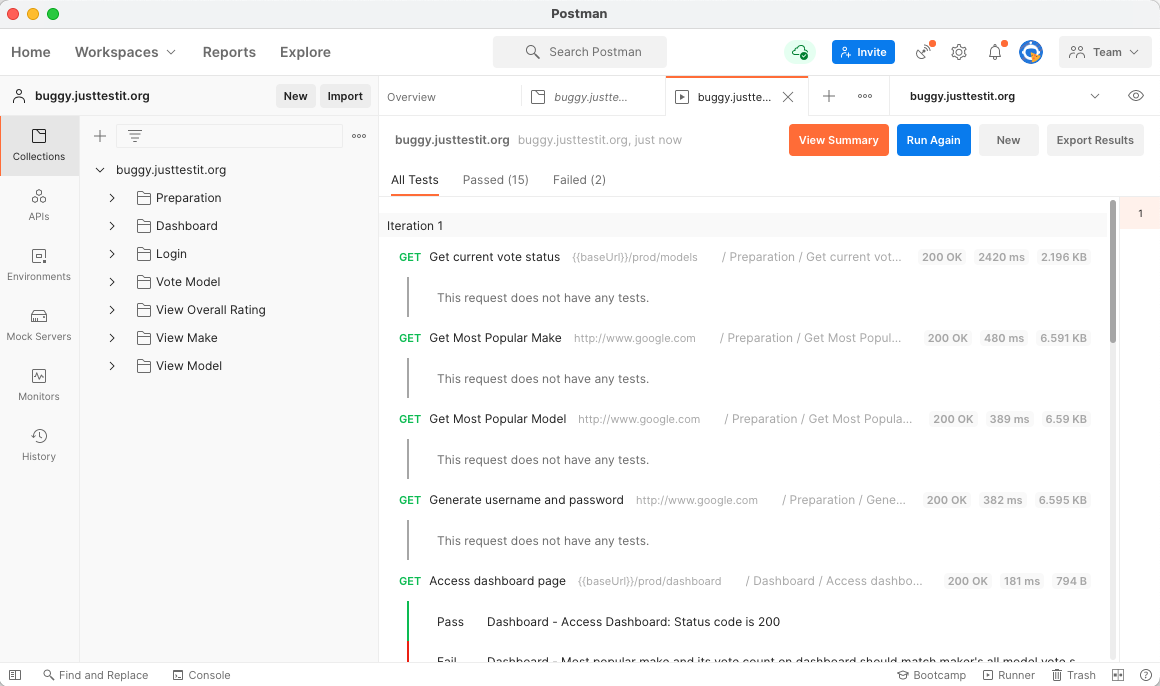 Postman
Home Workspaces Reports Explore Search Postman Invite Team
buggy.justtestit.org New Import Overview buggy.justte... buggy.justte... buggy.justtestit.org
Collections
APIs
Environments
Mock Servers
Monitors
History
buggy.justtestit.org
Preparation
Dashboard
Login
Vote Model
View Overall Rating
View Make
View Model
buggy.justtestit.org buggy.justtestit.org, just now View Summary Run Again New Export Results
All Tests Passed (15) Failed (2)
Iteration 1
1
GET Get current vote status {{baseUrl}}/prod/models / Preparation / Get current vot... 200 OK 2420 ms 2.196 KB
This request does not have any tests.
GET Get Most Popular Make http://www.google.com / Preparation / Get Most Popul... 200 OK 480 ms 6.591 KB
This request does not have any tests.
GET Get Most Popular Model http://www.google.com / Preparation / Get Most Popula... 200 OK 389 ms 6.59 KB
This request does not have any tests.
GET Generate username and password http://www.google.com / Preparation / Gene... 200 OK 382 ms 6.595 KB
This request does not have any tests.
GET Access dashboard page {{baseUrl}}/prod/dashboard / Dashboard / Access dashbo... 200 OK 181 ms 794 B
Pass Dashboard - Access Dashboard: Status code is 200
Fail Dashboard - Most popular make and its vote count on dashboard should match maker's all model vote s
Find and Replace Console Bootcamp Runner Trash